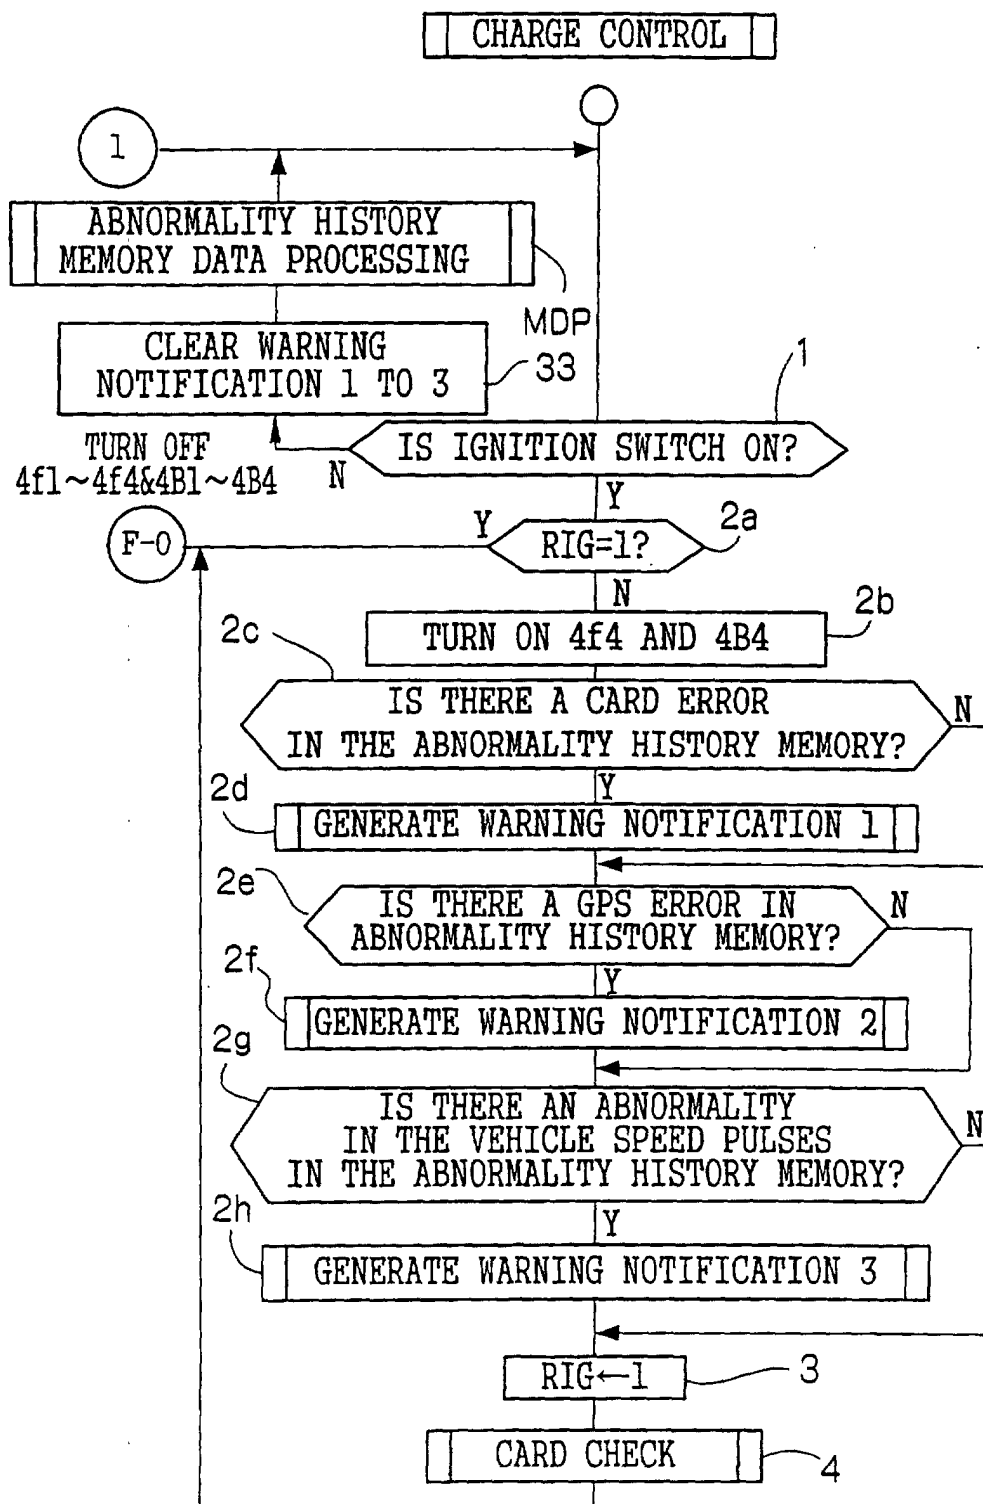 CHARGE CONTROL
1
ABNORMALITY HISTORY
MEMORY DATA PROCESSING
MDP
CLEAR WARNING
NOTIFICATION 1 TO 3
33
1
IS IGNITION SWITCH ON?
TURN OFF
4f1~4f4&4B1~4B4
N
Y
F-0
Y
RIG=1?
2a
N
2b
TURN ON 4f4 AND 4B4
2c
IS THERE A CARD ERROR
IN THE ABNORMALITY HISTORY MEMORY?
N
Y
2d
GENERATE WARNING NOTIFICATION 1
2e
IS THERE A GPS ERROR IN
ABNORMALITY HISTORY MEMORY?
N
Y
2f
GENERATE WARNING NOTIFICATION 2
2g
IS THERE AN ABNORMALITY
IN THE VEHICLE SPEED PULSES
IN THE ABNORMALITY HISTORY MEMORY?
N
Y
2h
GENERATE WARNING NOTIFICATION 3
RIG←1
3
CARD CHECK
4